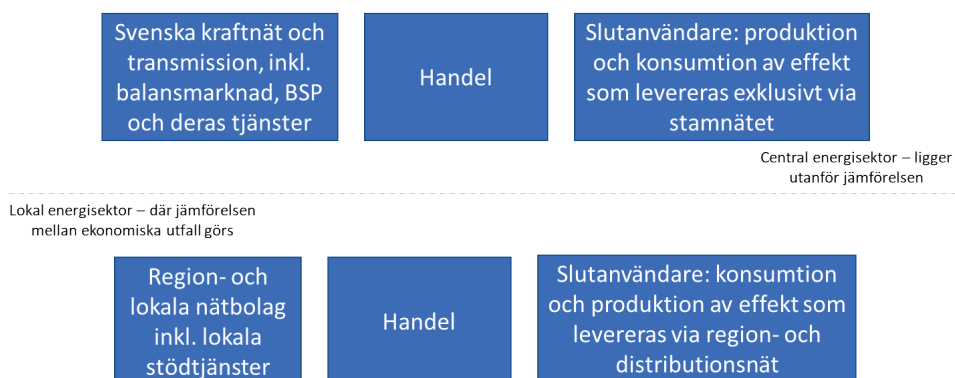 Svenska kraftnät och
transmission, inkl.
balansmarknad, BSP
och deras tjänster
Handel
Slutanvändare: produktion
och konsumtion av effekt
som levereras exklusivt via
stamnätet
Central energisektor – ligger
utanför jämförelsen
Lokal energisektor – där jämförelsen
mellan ekonomiska utfall görs
Region- och
lokala nätbolag
inkl. lokala
stödtjänster
Handel
Slutanvändare: konsumtion
och produktion av effekt som
levereras via region- och
distributionsnät